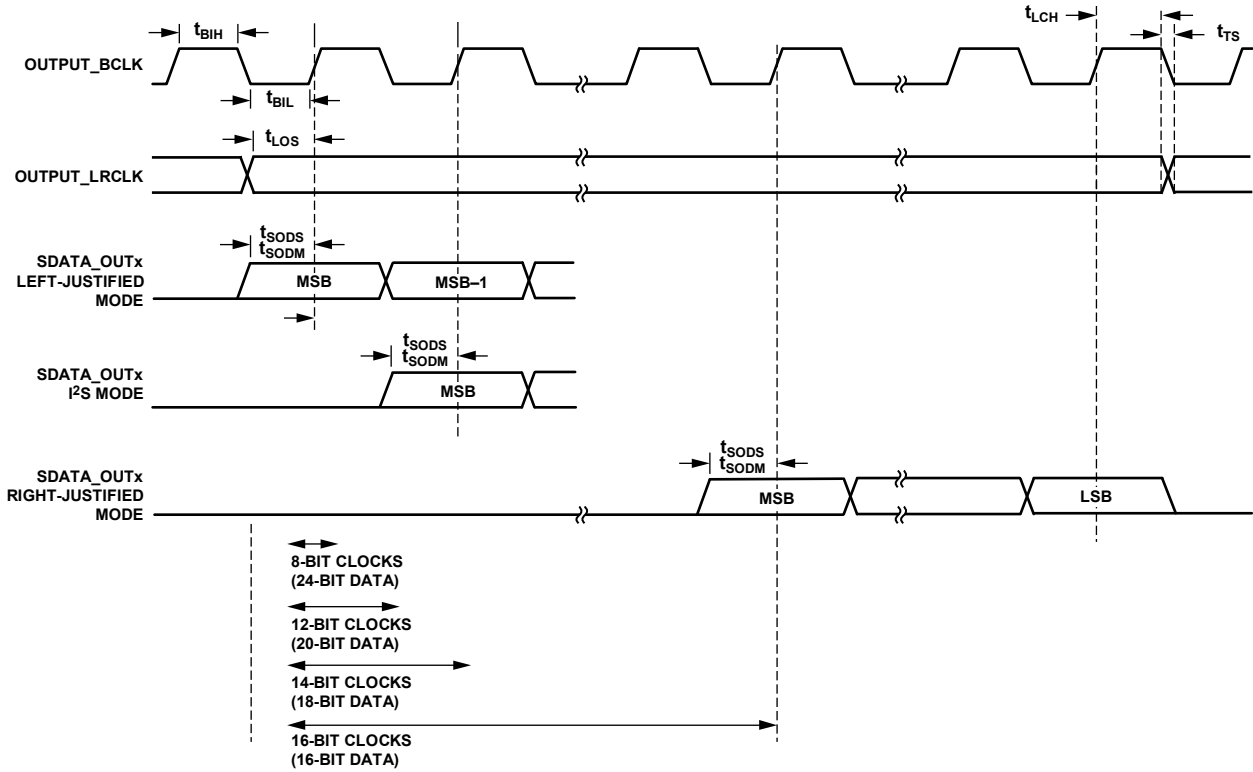 tBIH
tLCH
tTS
OUTPUT_BCLK
tBIL
tLOS
OUTPUT_LRCLK
tSODS
tSODM
SDATA_OUTx
LEFT-JUSTIFIED
MODE
MSB
MSB–1
tSODS
tSODM
SDATA_OUTx
I2S MODE
MSB
tSODS
tSODM
SDATA_OUTx
RIGHT-JUSTIFIED
MODE
MSB
LSB
8-BIT CLOCKS
(24-BIT DATA)
12-BIT CLOCKS
(20-BIT DATA)
14-BIT CLOCKS
(18-BIT DATA)
16-BIT CLOCKS
(16-BIT DATA)